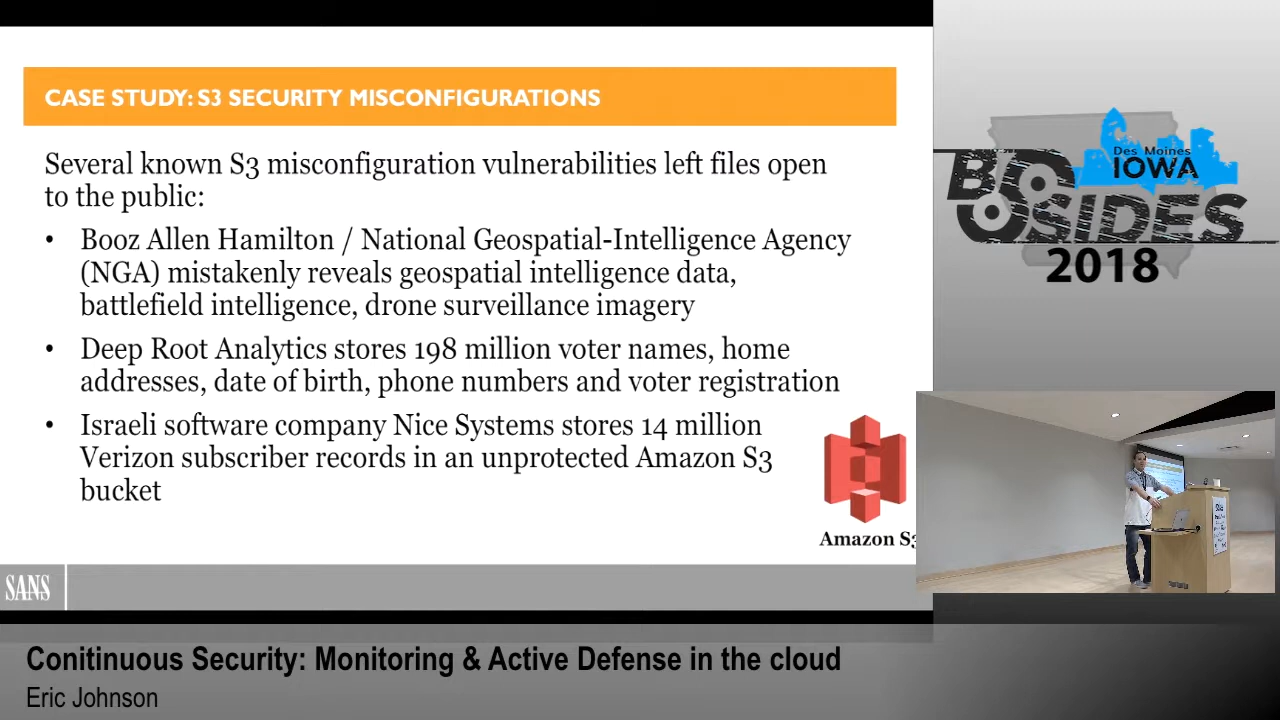 CASE STUDY: S3 SECURITY MISCONFIGURATIONS
Several known S3 misconfiguration vulnerabilities left files open
to the public:
• Booz Allen Hamilton / National Geospatial-Intelligence Agency
(NGA) mistakenly reveals geospatial intelligence data,
battlefield intelligence, drone surveillance imagery
• Deep Root Analytics stores 198 million voter names, home
addresses, date of birth, phone numbers and voter registration
• Israeli software company Nice Systems stores 14 million
Verizon subscriber records in an unprotected Amazon S3
bucket
Amazon S3
SANS
Des Moines
IOWA
BSIDES
2018
Conitinuous Security: Monitoring & Active Defense in the cloud
Eric Johnson